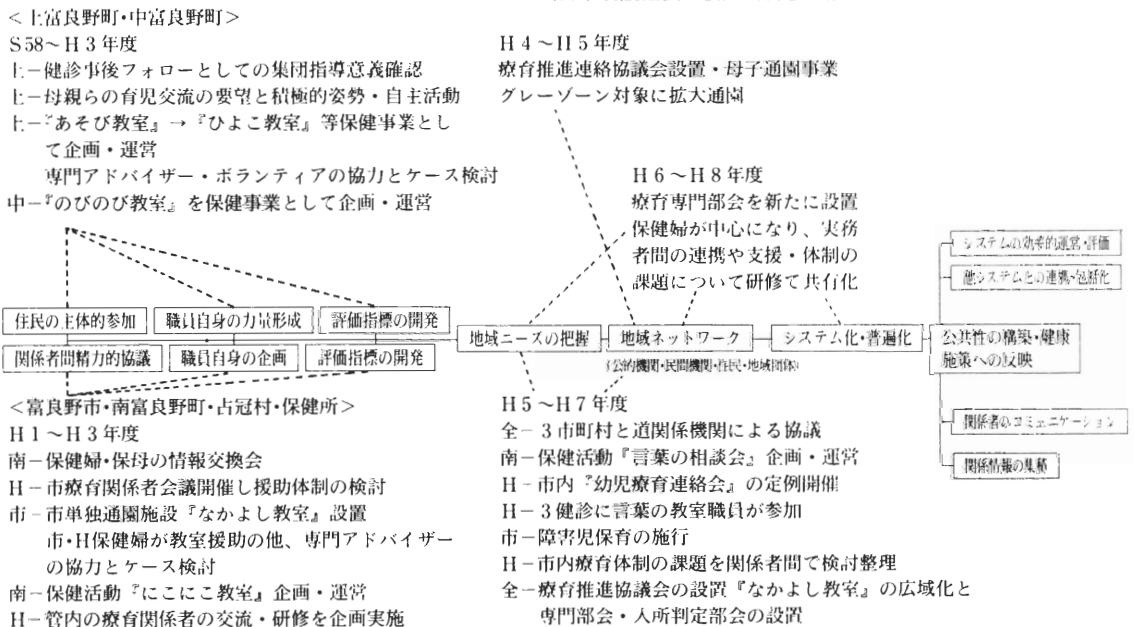 <上富良野町・中富良野町>
S58〜H3年度
上−健診事後フォローとしての集団指導意義確認
上−母親らの育児交流の要望と積極的姿勢・自主活動
上−『あそび教室』→『ひよこ教室』等保健事業とし
て企画・運営
専門アドバイザー・ボランティアの協力とケース検討
中−『のびのび教室』を保健事業として企画・運営
H4〜H5年度
療育推進連絡協議会設置・母子通園事業
グレーゾーン対象に拡大通園
H6〜H8年度
療育専門部会を新たに設置
保健婦が中心になり、実務
者間の連携や支援・体制の
課題について研修て共有化
住民の主体的参加
職員自身の力量形成
評価指標の開発
関係者間精力的協議
職員自身の企画
評価指標の開発
地域ニーズの把握
地域ネットワーク
(公的機関・民間機関・住民・地域団体)
システム化・普遍化
公共性の構築・健康
施策への反映
システムの効率的運営・評価
他システムとの連携・包括化
関係者のコミュニケーション
関係情報の集積
<富良野市・南富良野町・占冠村・保健所>
H1〜H3年度
南−保健婦・保母の情報交換会
H−市療育関係者会議開催し援助体制の検討
市−市単独通園施設『なかよし教室』設置
市・H保健婦が教室援助の他、専門アドバイザー
の協力とケース検討
南−保健活動『にこにこ教室』企画・運営
H−管内の療育関係者の交流・研修を企画実施
H5〜H7年度
全−3市町村と道関係機関による協議
南−保健活動『言葉の相談会』企画・運営
H−市内『幼児療育連絡会』の定例開催
H−3健診に言葉の教室職員が参加
市−障害児保育の施行
H−市内療育体制の課題を関係者間で検討整理
全−療育推進協議会の設置『なかよし教室』の広域化と
専門部会・入所判定部会の設置